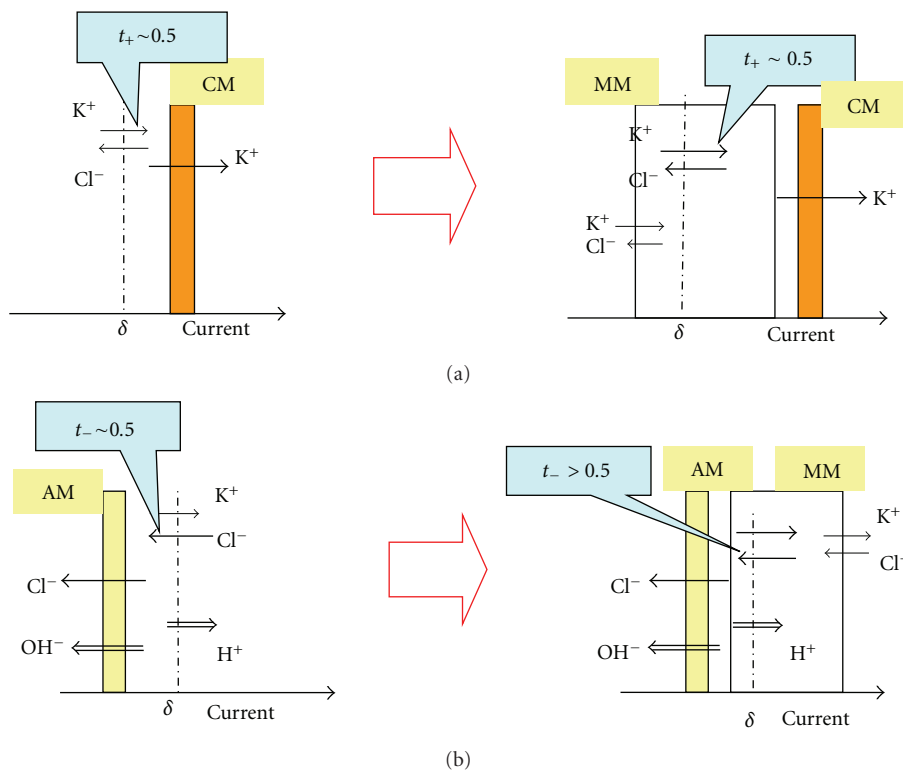 t₊ ~ 0.5
CM
K⁺
Cl⁻
K⁺
δ
Current
t₊ ~ 0.5
MM
CM
K⁺
Cl⁻
K⁺
K⁺
Cl⁻
δ
Current
(a)
t₋ ~ 0.5
AM
K⁺
Cl⁻
Cl⁻
OH⁻
H⁺
δ
Current
t₋ > 0.5
AM
MM
K⁺
Cl⁻
Cl⁻
OH⁻
H⁺
δ
Current
(b)